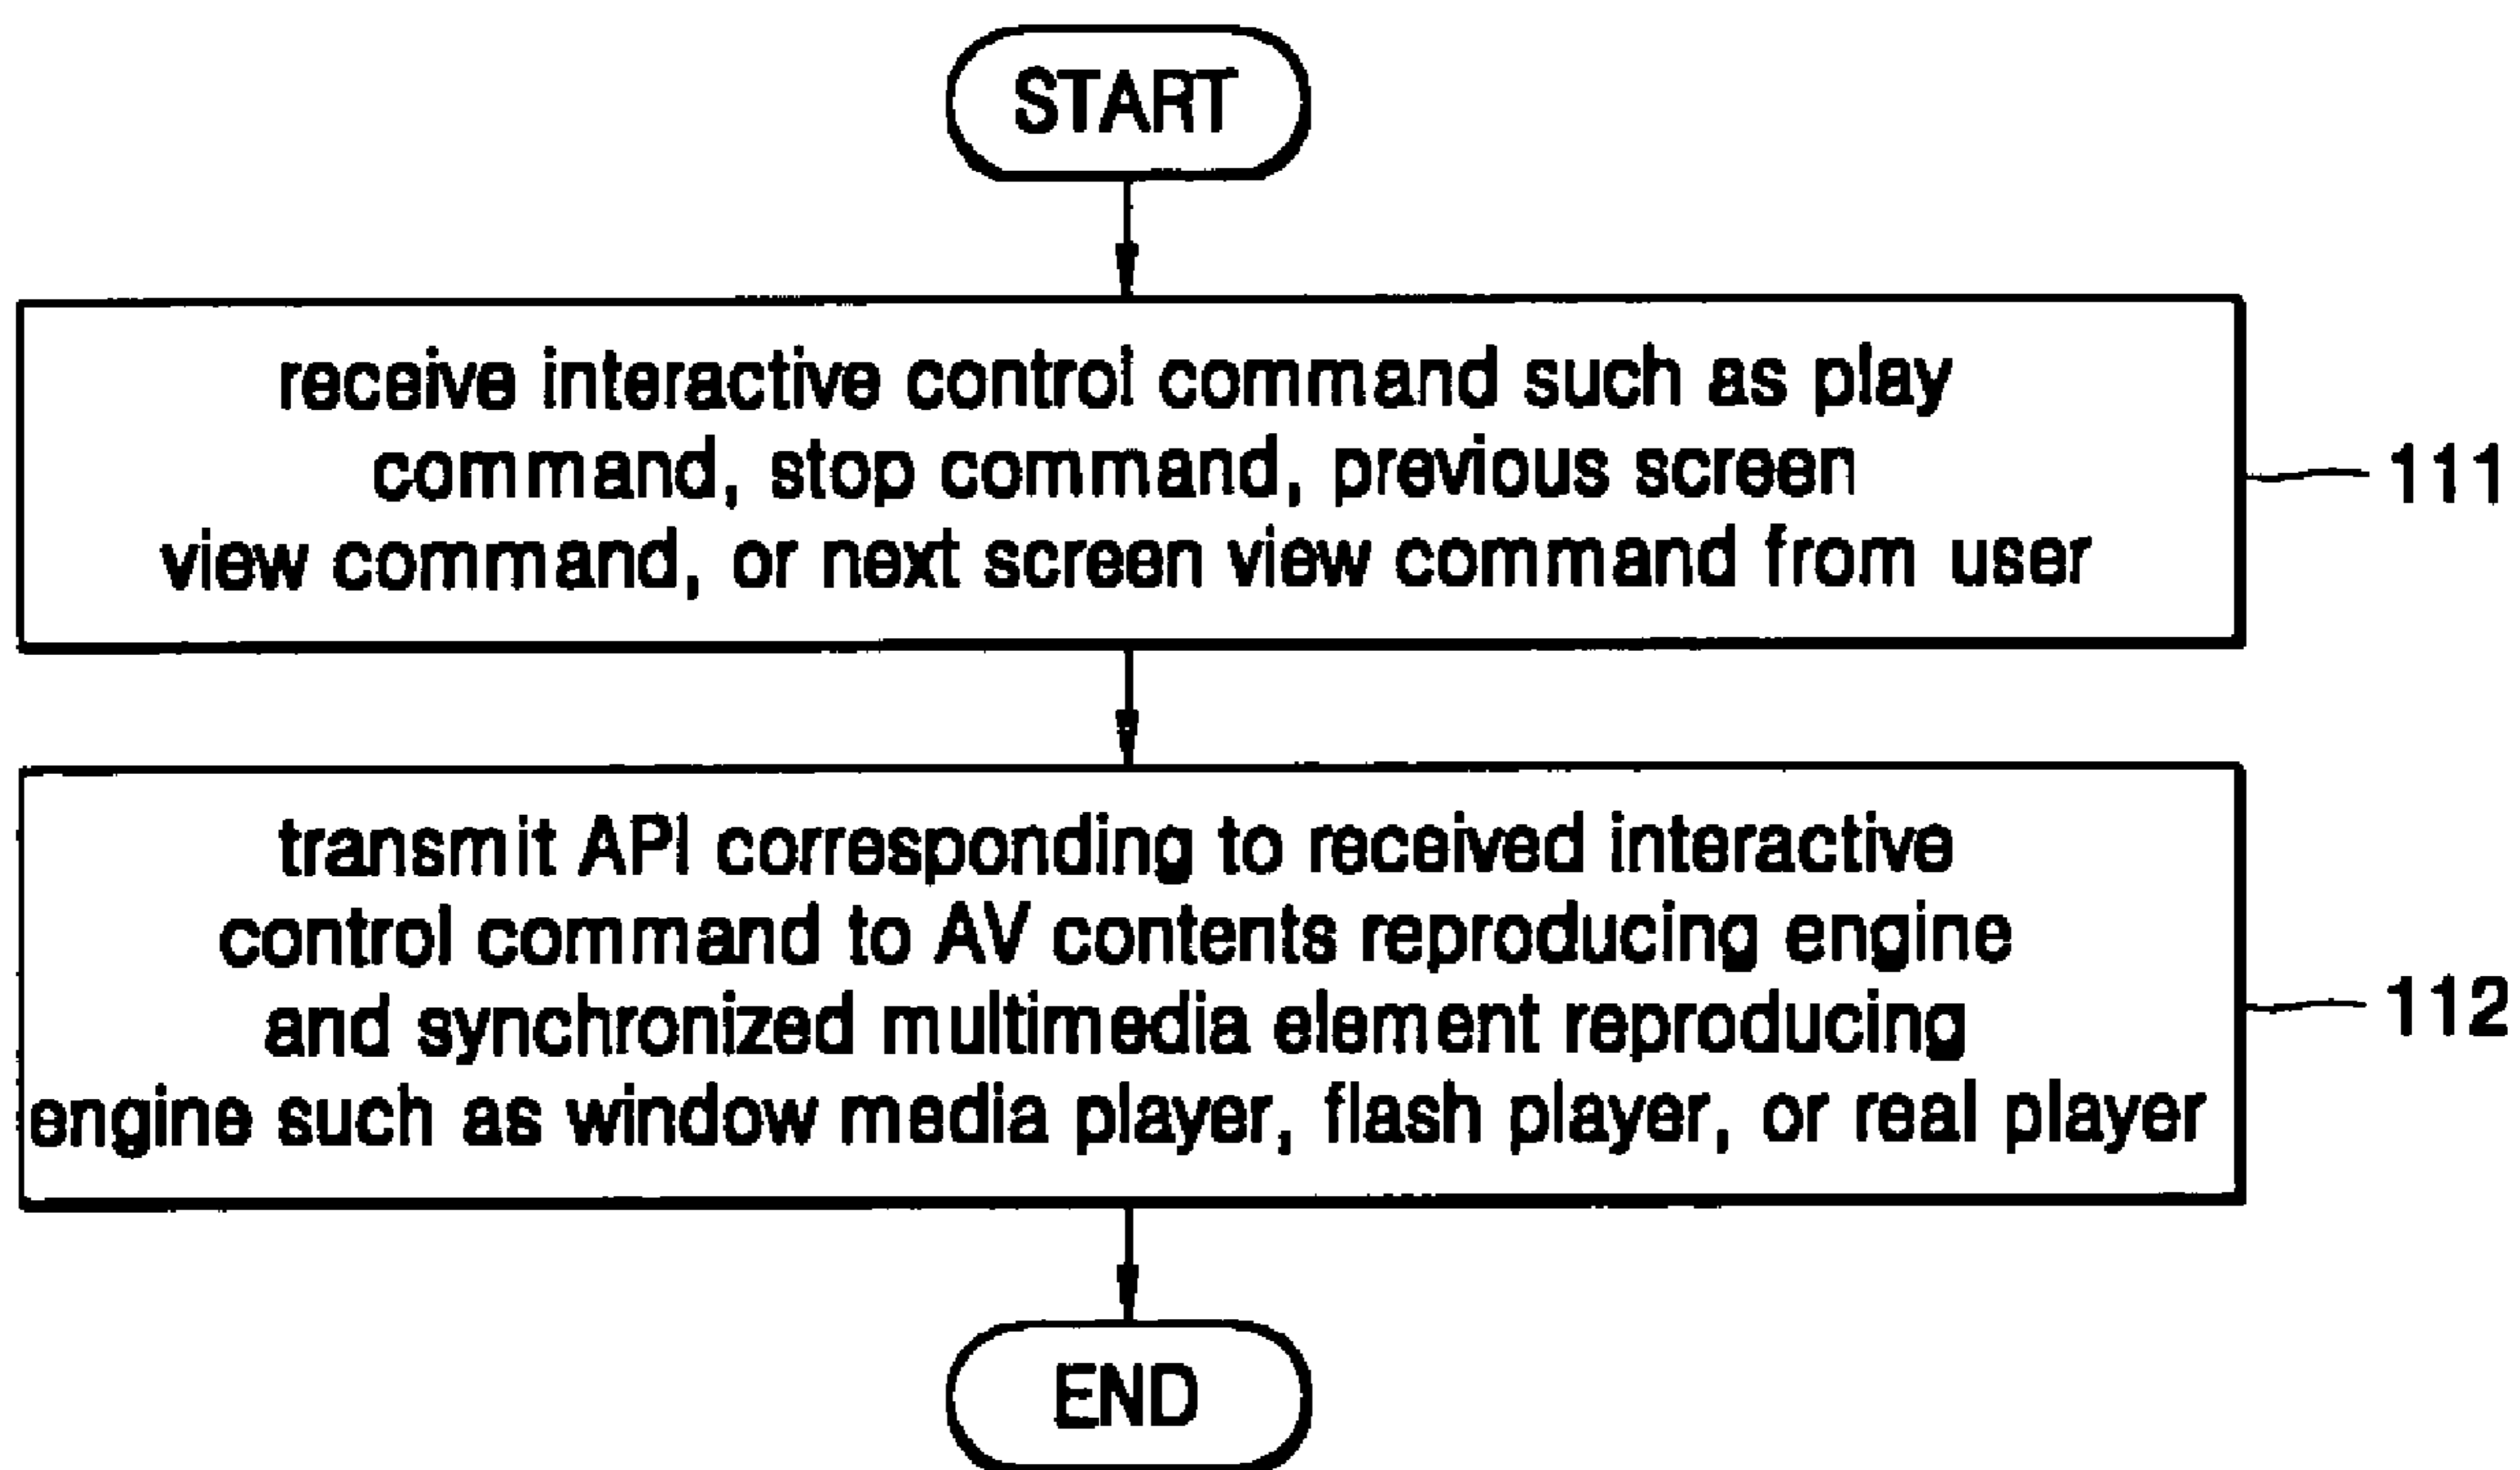 START
receive interactive control command such as play
command, stop command, previous screen
view command, or next screen view command from user
111
transmit API corresponding to received interactive
control command to AV contents reproducing engine
and synchronized multimedia element reproducing
engine such as window media player, flash player, or real player
112
END